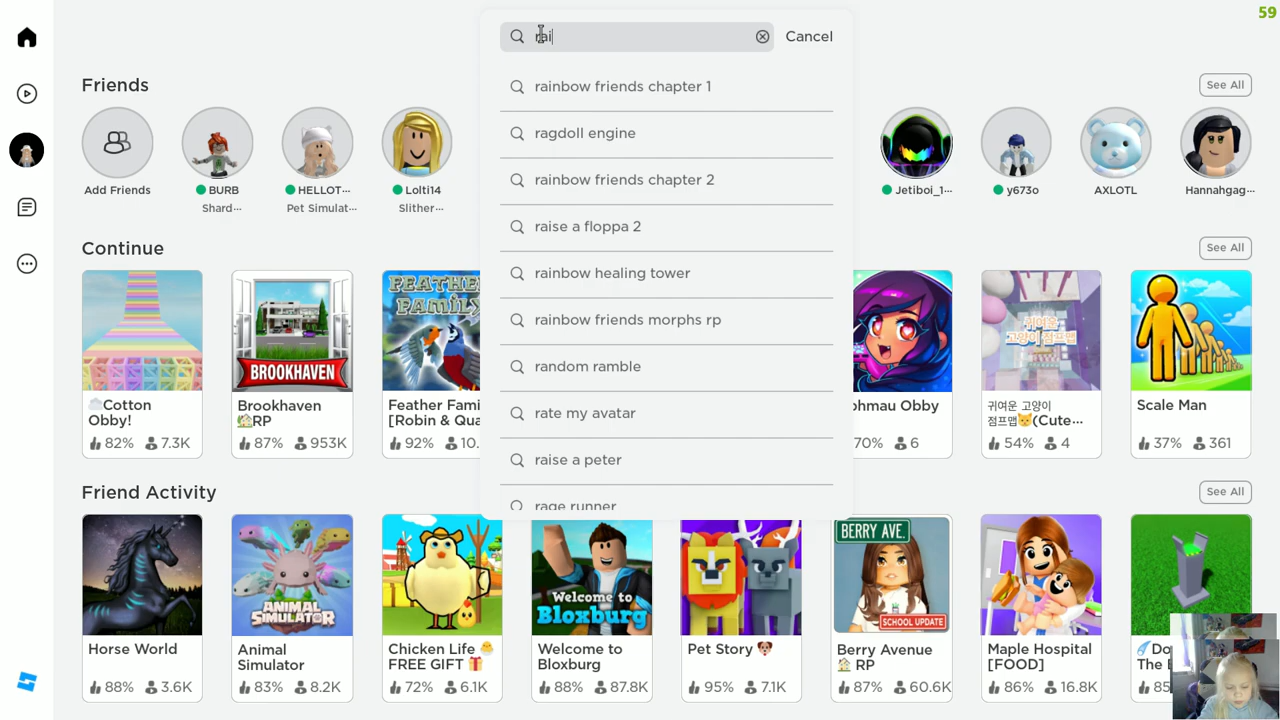 59
rai
Cancel
rainbow friends chapter 1
ragdoll engine
rainbow friends chapter 2
raise a floppa 2
rainbow healing tower
rainbow friends morphs rp
random ramble
rate my avatar
raise a peter
rage runner
Friends
See All
Add Friends
BURB
Shard...
HELLOT...
Pet Simulat...
Lolti14
Slither...
Jetiboi_1...
y673o
AXLOTL
Hannahgag...
Continue
See All
BROOKHAVEN
FEATHER
FAMILY
귀여운
고양이 점프맵
Cotton
Obby!
82% 7.3K
Brookhaven
RP
87% 953K
Feather Fami
[Robin & Qua
92% 10.
phmau Obby
70% 6
귀여운 고양이
점프맵(Cute...
54% 4
Scale Man
37% 361
Friend Activity
See All
ANIMAL
SIMULATOR
Welcome to
Bloxburg
BERRY AVE.
SCHOOL UPDATE
Horse World
88% 3.6K
Animal
Simulator
83% 8.2K
Chicken Life
FREE GIFT
72% 6.1K
Welcome to
Bloxburg
88% 87.8K
Pet Story
95% 7.1K
Berry Avenue
RP
87% 60.6K
Maple Hospital
[FOOD]
86% 16.8K
Do
The
85